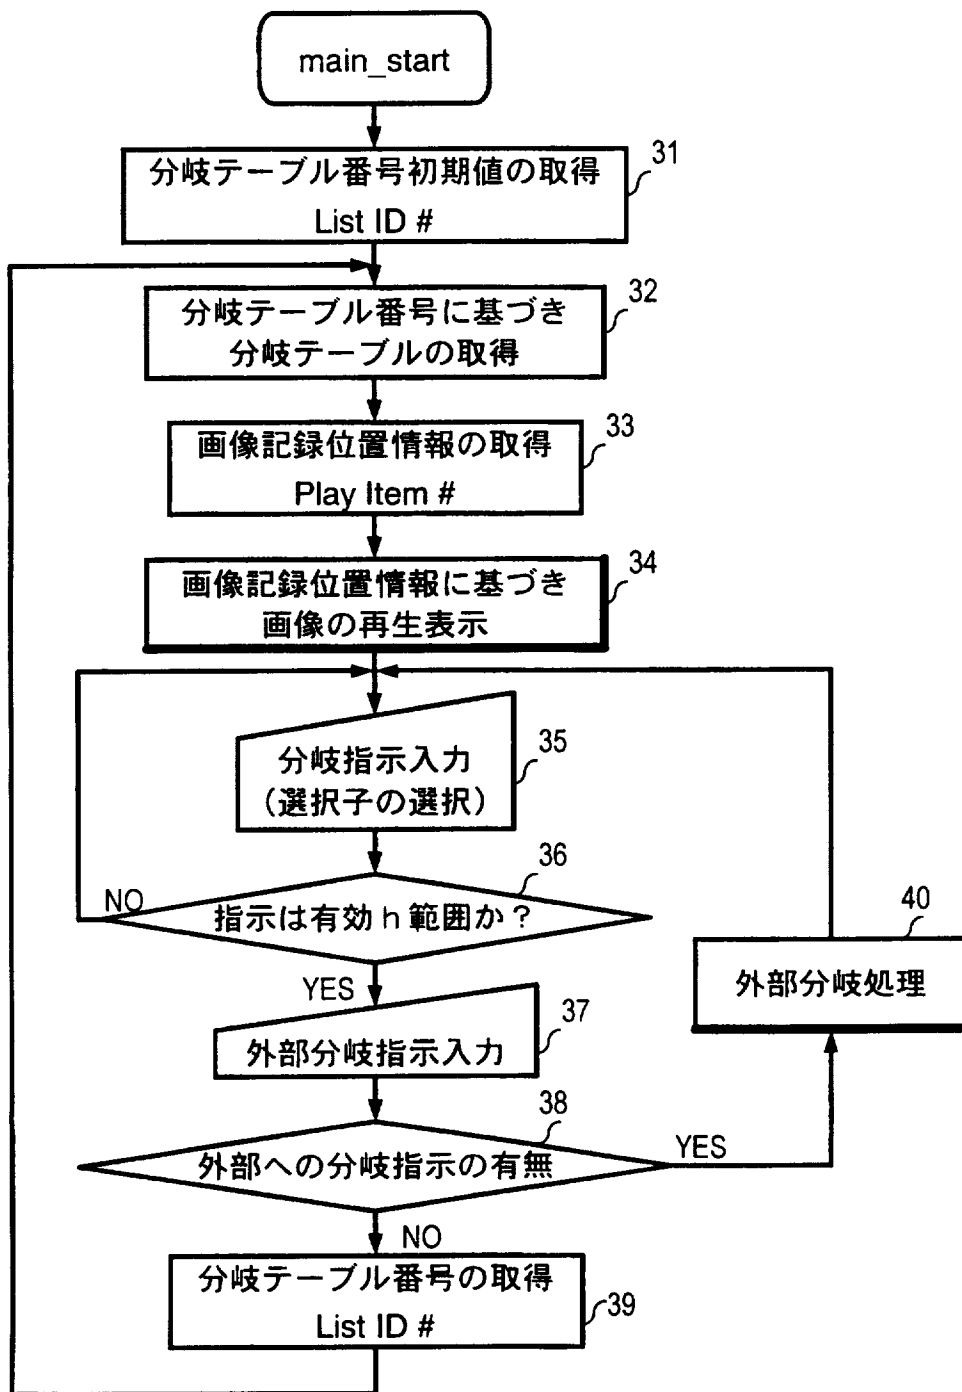 main_start
分岐テーブル番号初期値の取得
List ID #
31
分岐テーブル番号に基づき
分岐テーブルの取得
32
画像記録位置情報の取得
Play Item #
33
画像記録位置情報に基づき
画像の再生表示
34
分岐指示入力
(選択子の選択)
35
指示は有効h範囲か?
36
NO
YES
外部分岐処理
40
外部分岐指示入力
37
外部への分岐指示の有無
38
YES
NO
分岐テーブル番号の取得
List ID #
39